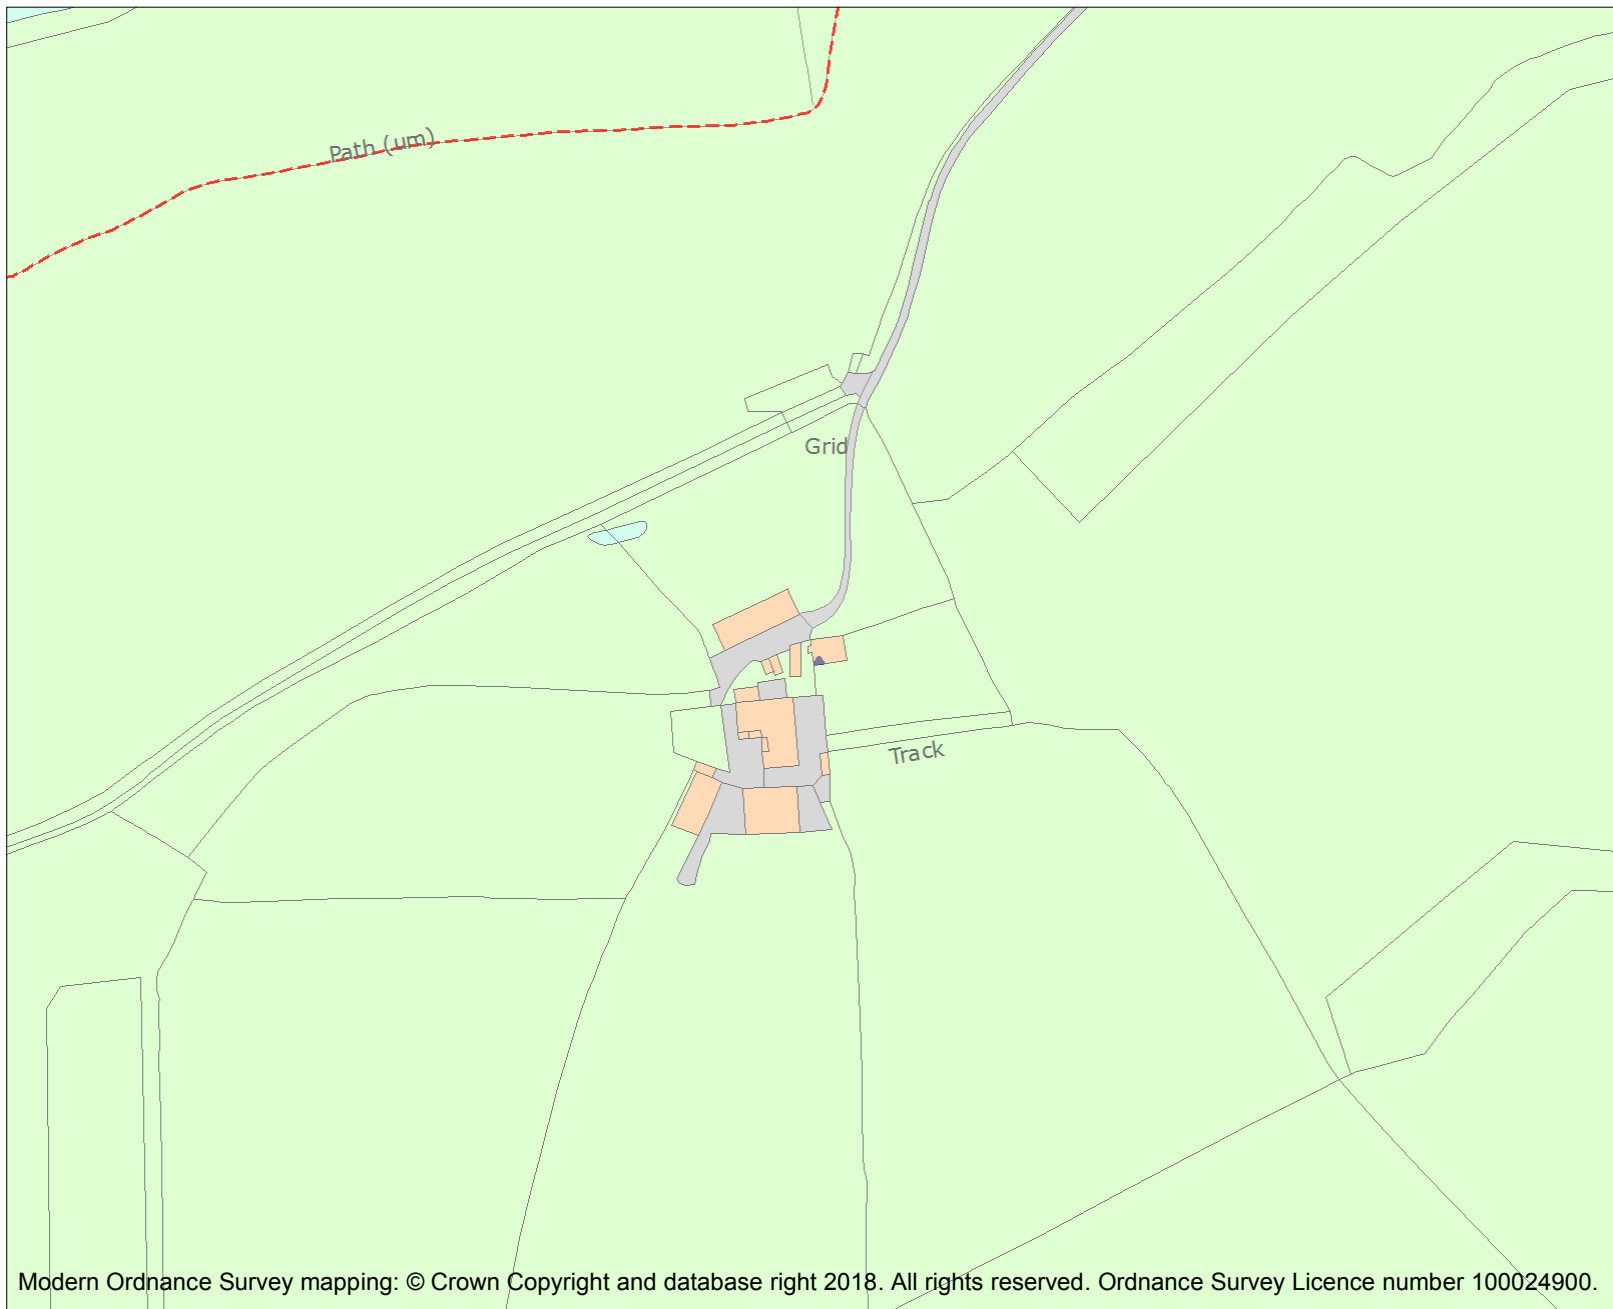 Path (um)
Grid
Track
Modern Ordnance Survey mapping: © Crown Copyright and database right 2018. All rights reserved. Ordnance Survey Licence number 100024900.